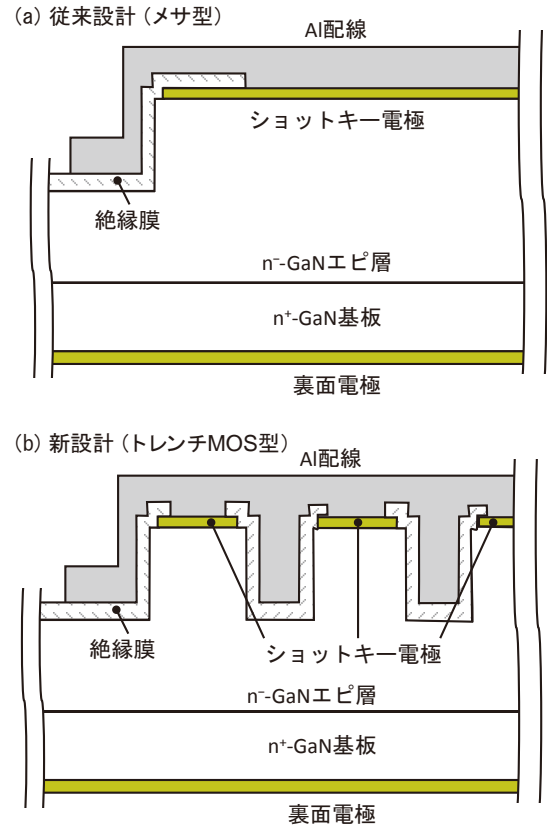 (a) 従来設計（メサ型）
Al配線
ショットキー電極
絶縁膜
n⁻-GaNエピ層
n⁺-GaN基板
裏面電極
(b) 新設計（トレンチMOS型）
Al配線
絶縁膜
ショットキー電極
n⁻-GaNエピ層
n⁺-GaN基板
裏面電極